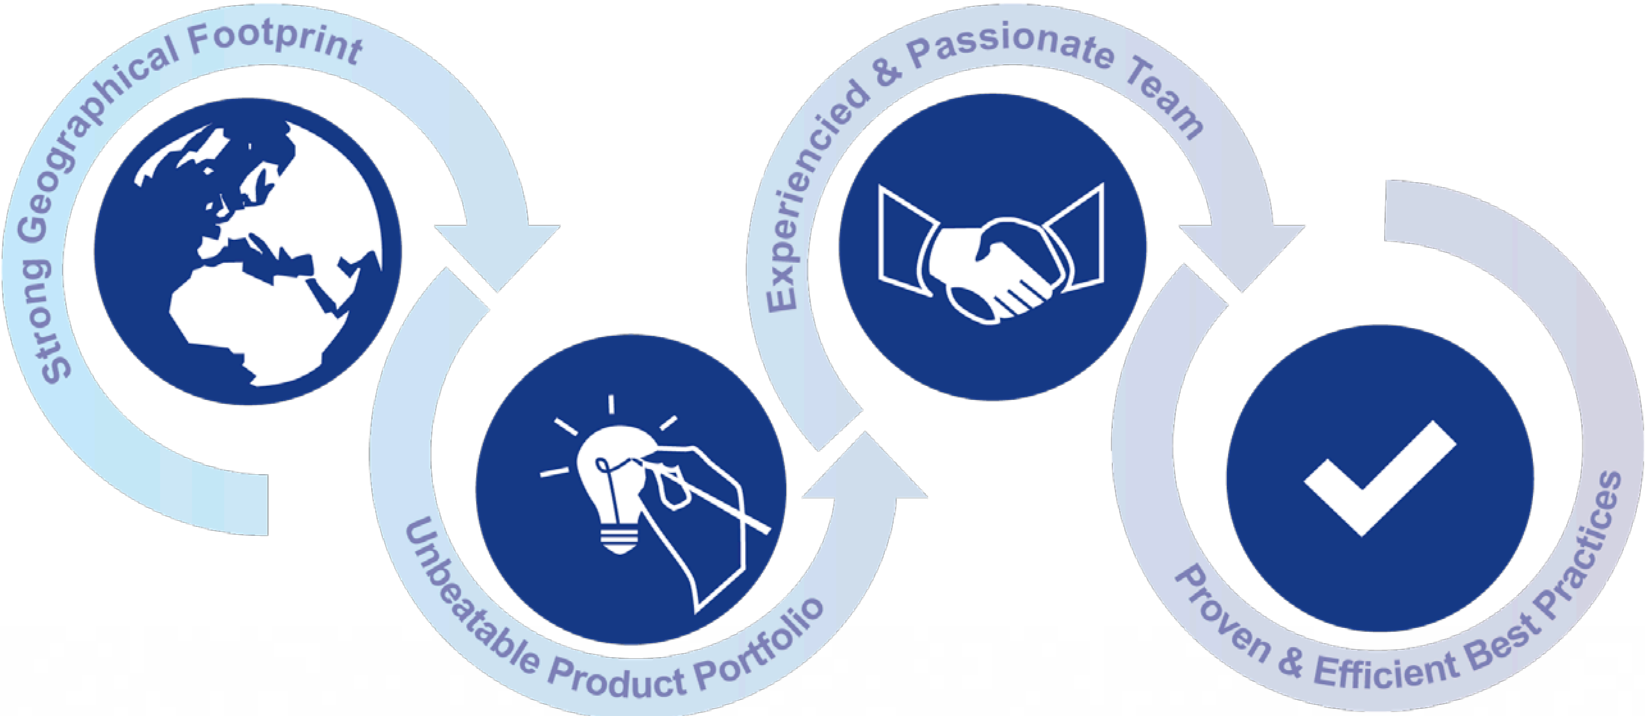 Strong Geographical Footprint
Unbeatable Product Portfolio
Experiencied & Passionate Team
Proven & Efficient Best Practices